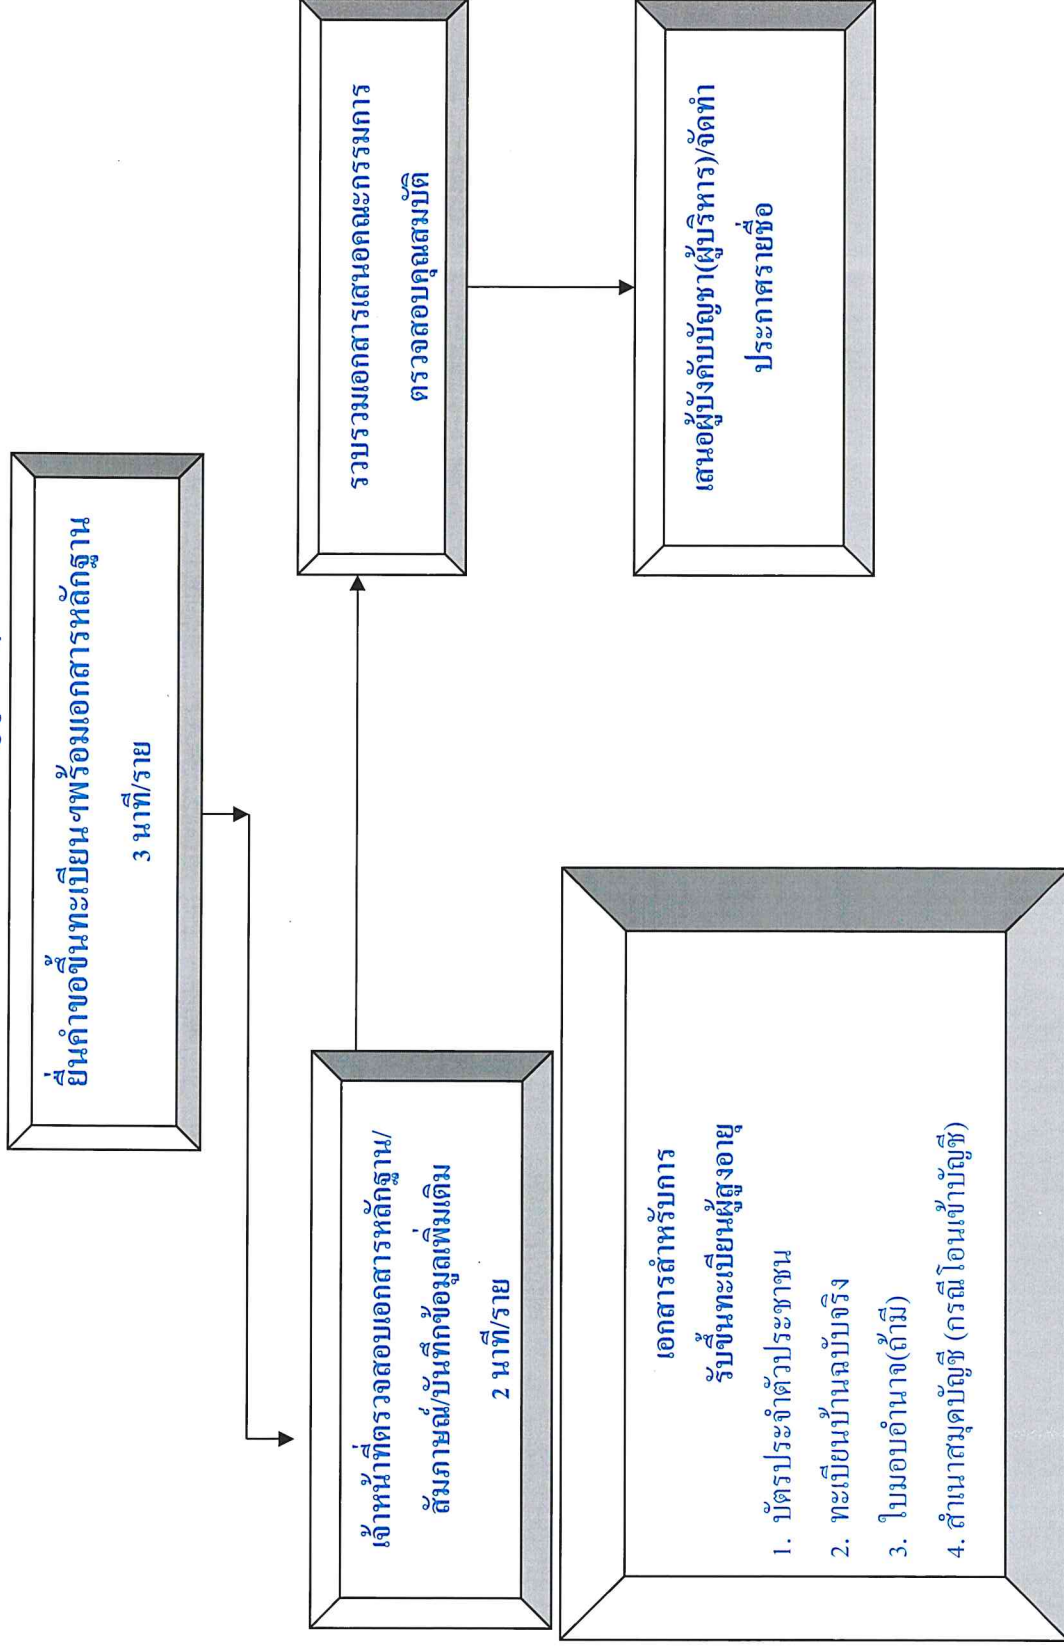 ยื่นคำขอขึ้นทะเบียนฯพร้อมเอกสารหลักฐาน
3 นาที/ราย
เจ้าหน้าที่ตรวจสอบเอกสารหลักฐาน/
สัมภาษณ์/บันทึกข้อมูลเพิ่มเติม
2 นาที/ราย
รวบรวมเอกสารเสนอคณะกรรมการ
ตรวจสอบคุณสมบัติ
เสนอผู้บังคับบัญชา(ผู้บริหาร)/จัดทำ
ประกาศรายชื่อ
เอกสารสำหรับการ
รับขึ้นทะเบียนผู้สูงอายุ
1. บัตรประจำตัวประชาชน
2. ทะเบียนบ้านฉบับจริง
3. ใบมอบอำนาจ(ถ้ามี)
4. สำเนาสมุดบัญชี (กรณีโอนเข้าบัญชี)